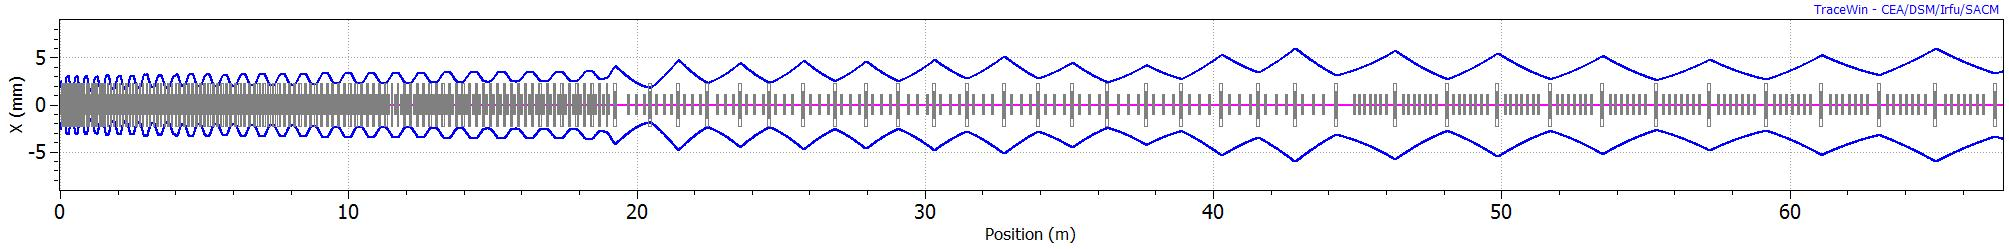 TraceWin - CEA/DSM/Irfu/SACM
X (mm)
5
0
-5
0 10 20 30 40 50 60
Position (m)